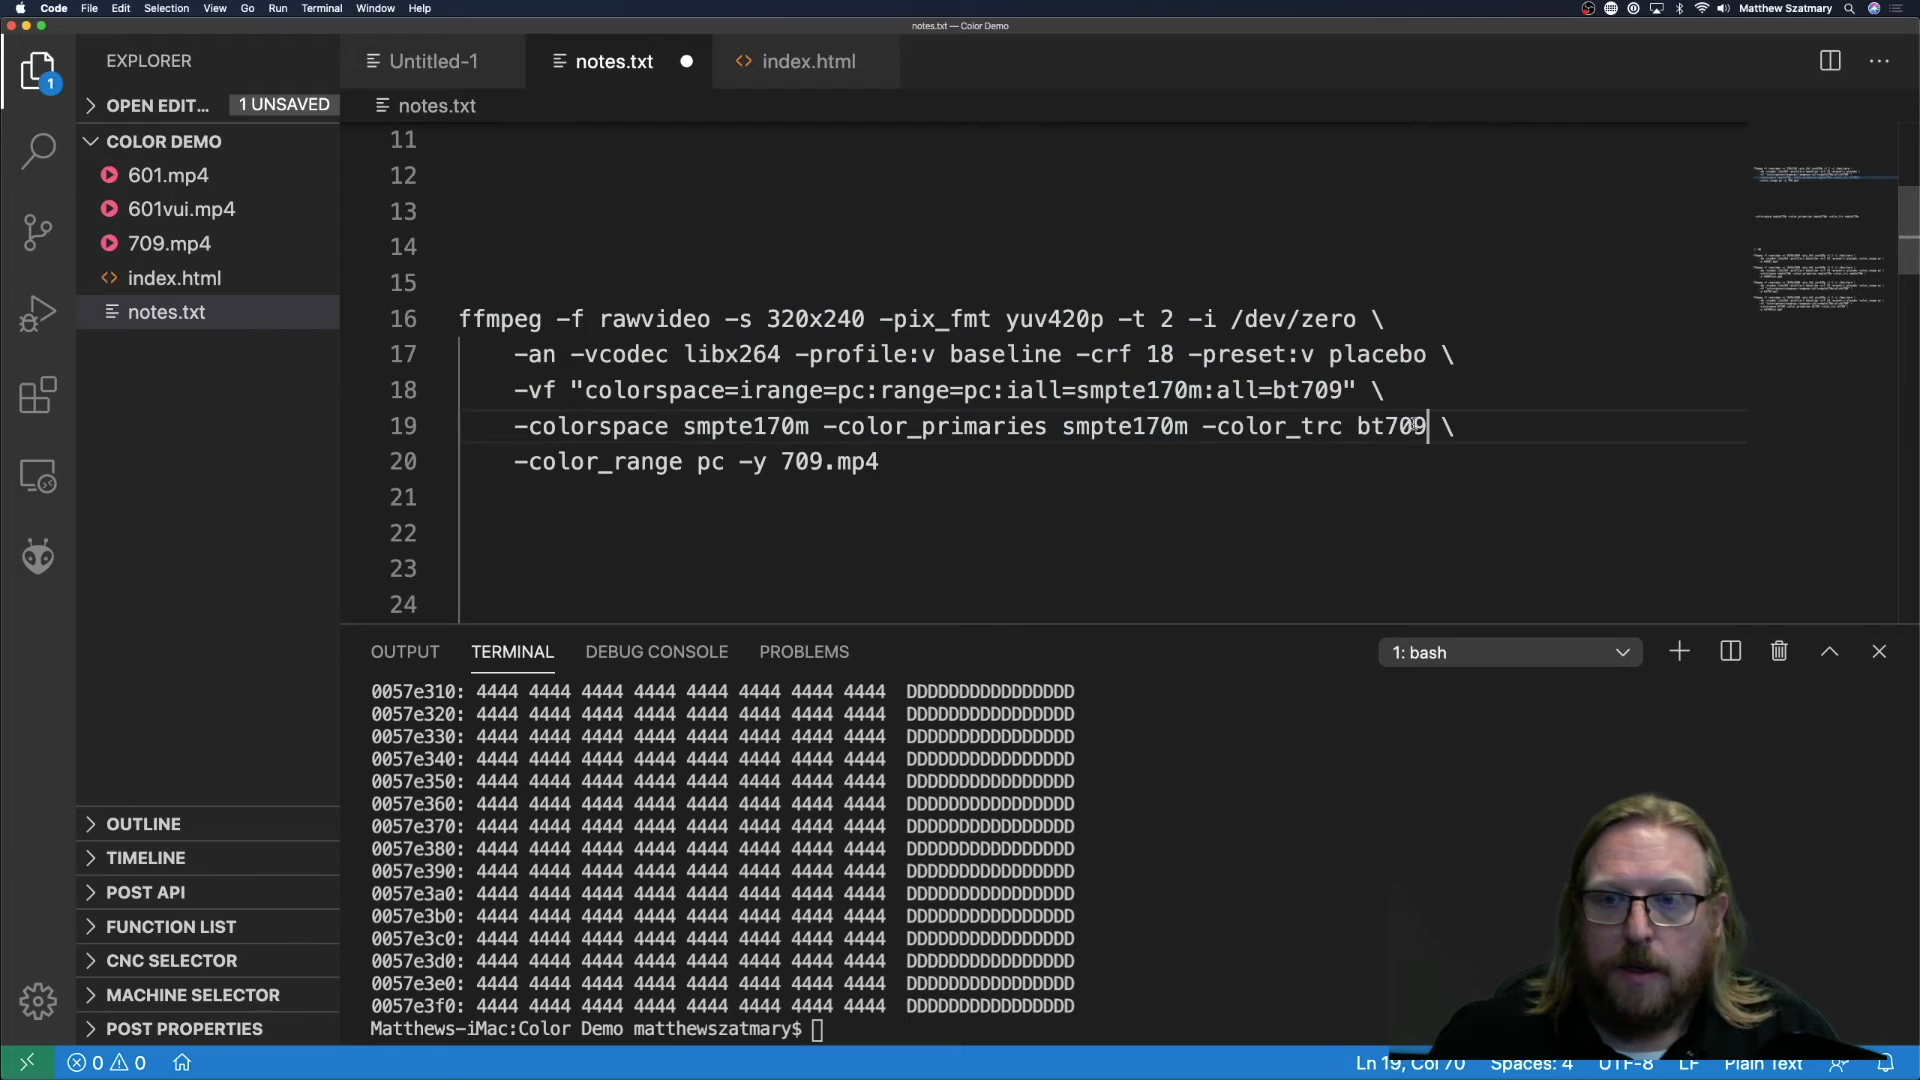 Code File Edit Selection View Go Run Terminal Window Help Matthew Szatmary
notes.txt — Color Demo
EXPLORER
Untitled-1
notes.txt
index.html
OPEN EDIT...
1 UNSAVED
notes.txt
COLOR DEMO
601.mp4
601vui.mp4
709.mp4
index.html
notes.txt
1
11
12
13
14
15
16 ffmpeg -f rawvideo -s 320x240 -pix_fmt yuv420p -t 2 -i /dev/zero \
17 -an -vcodec libx264 -profile:v baseline -crf 18 -preset:v placebo \
18 -vf "colorspace=irange=pc:range=pc:iall=smpte170m:all=bt709" \
19 -colorspace smpte170m -color_primaries smpte170m -color_trc bt709 \
20 -color_range pc -y 709.mp4
21
22
23
24
OUTLINE
TIMELINE
POST API
FUNCTION LIST
CNC SELECTOR
MACHINE SELECTOR
POST PROPERTIES
OUTPUT TERMINAL DEBUG CONSOLE PROBLEMS 1: bash
0057e310: 4444 4444 4444 4444 4444 4444 4444 4444 DDDDDDDDDDDDDDDD
0057e320: 4444 4444 4444 4444 4444 4444 4444 4444 DDDDDDDDDDDDDDDD
0057e330: 4444 4444 4444 4444 4444 4444 4444 4444 DDDDDDDDDDDDDDDD
0057e340: 4444 4444 4444 4444 4444 4444 4444 4444 DDDDDDDDDDDDDDDD
0057e350: 4444 4444 4444 4444 4444 4444 4444 4444 DDDDDDDDDDDDDDDD
0057e360: 4444 4444 4444 4444 4444 4444 4444 4444 DDDDDDDDDDDDDDDD
0057e370: 4444 4444 4444 4444 4444 4444 4444 4444 DDDDDDDDDDDDDDDD
0057e380: 4444 4444 4444 4444 4444 4444 4444 4444 DDDDDDDDDDDDDDDD
0057e390: 4444 4444 4444 4444 4444 4444 4444 4444 DDDDDDDDDDDDDDDD
0057e3a0: 4444 4444 4444 4444 4444 4444 4444 4444 DDDDDDDDDDDDDDDD
0057e3b0: 4444 4444 4444 4444 4444 4444 4444 4444 DDDDDDDDDDDDDDDD
0057e3c0: 4444 4444 4444 4444 4444 4444 4444 4444 DDDDDDDDDDDDDDDD
0057e3d0: 4444 4444 4444 4444 4444 4444 4444 4444 DDDDDDDDDDDDDDDD
0057e3e0: 4444 4444 4444 4444 4444 4444 4444 4444 DDDDDDDDDDDDDDDD
0057e3f0: 4444 4444 4444 4444 4444 4444 4444 4444 DDDDDDDDDDDDDDDD
Matthews-iMac:Color Demo matthewszatmary$
0 0 Ln 19, Col 70 Spaces: 4 UTF-8 LF Plain Text